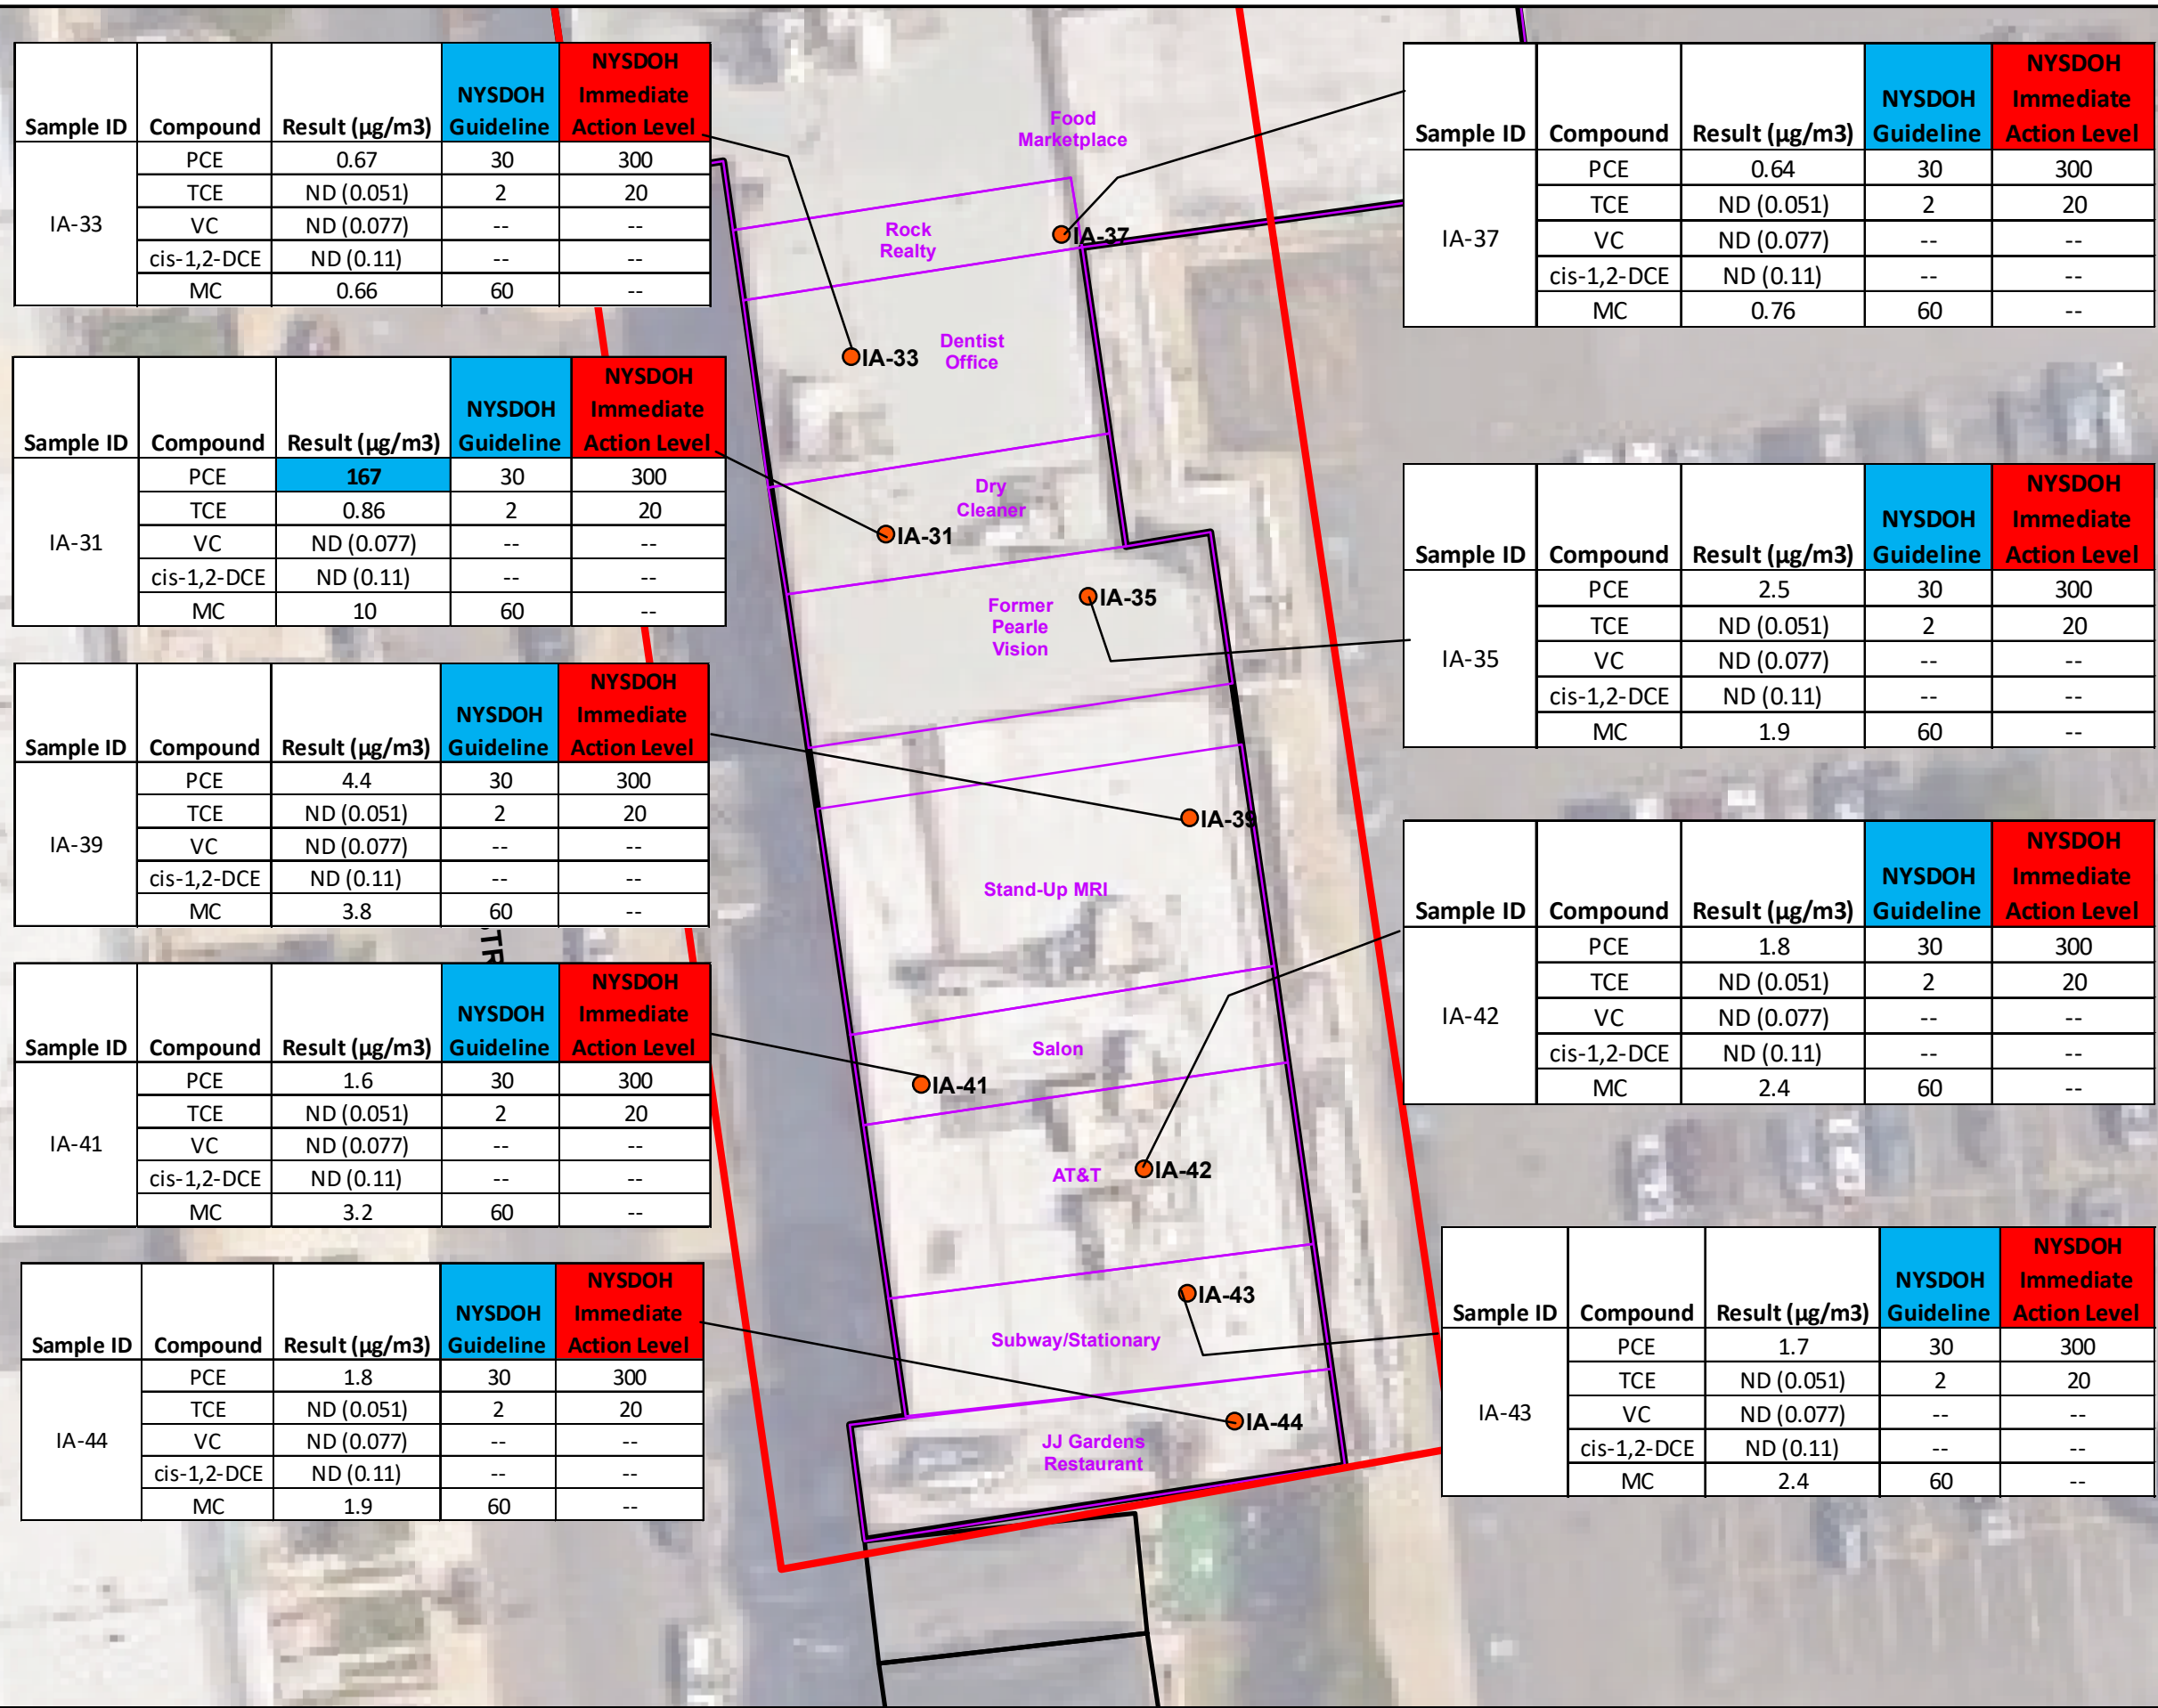 Sample ID Compound Result (µg/m3) NYSDOH Guideline NYSDOH Immediate Action Level
IA-33
PCE 0.67 30 300
TCE ND (0.051) 2 20
VC ND (0.077) -- --
cis-1,2-DCE ND (0.11) -- --
MC 0.66 60 --
Sample ID Compound Result (µg/m3) NYSDOH Guideline NYSDOH Immediate Action Level
IA-31
PCE 167 30 300
TCE 0.86 2 20
VC ND (0.077) -- --
cis-1,2-DCE ND (0.11) -- --
MC 10 60 --
Sample ID Compound Result (µg/m3) NYSDOH Guideline NYSDOH Immediate Action Level
IA-39
PCE 4.4 30 300
TCE ND (0.051) 2 20
VC ND (0.077) -- --
cis-1,2-DCE ND (0.11) -- --
MC 3.8 60 --
Sample ID Compound Result (µg/m3) NYSDOH Guideline NYSDOH Immediate Action Level
IA-41
PCE 1.6 30 300
TCE ND (0.051) 2 20
VC ND (0.077) -- --
cis-1,2-DCE ND (0.11) -- --
MC 3.2 60 --
Sample ID Compound Result (µg/m3) NYSDOH Guideline NYSDOH Immediate Action Level
IA-44
PCE 1.8 30 300
TCE ND (0.051) 2 20
VC ND (0.077) -- --
cis-1,2-DCE ND (0.11) -- --
MC 1.9 60 --
Food
Marketplace
Rock
Realty
IA-37
Dentist
Office
IA-33
Dry
Cleaner
IA-31
Former
Pearle
Vision
IA-35
IA-39
Stand-Up MRI
Salon
IA-41
AT&T
IA-42
IA-43
Subway/Stationary
IA-44
JJ Gardens
Restaurant
Sample ID Compound Result (µg/m3) NYSDOH Guideline NYSDOH Immediate Action Level
IA-37
PCE 0.64 30 300
TCE ND (0.051) 2 20
VC ND (0.077) -- --
cis-1,2-DCE ND (0.11) -- --
MC 0.76 60 --
Sample ID Compound Result (µg/m3) NYSDOH Guideline NYSDOH Immediate Action Level
IA-35
PCE 2.5 30 300
TCE ND (0.051) 2 20
VC ND (0.077) -- --
cis-1,2-DCE ND (0.11) -- --
MC 1.9 60 --
Sample ID Compound Result (µg/m3) NYSDOH Guideline NYSDOH Immediate Action Level
IA-42
PCE 1.8 30 300
TCE ND (0.051) 2 20
VC ND (0.077) -- --
cis-1,2-DCE ND (0.11) -- --
MC 2.4 60 --
Sample ID Compound Result (µg/m3) NYSDOH Guideline NYSDOH Immediate Action Level
IA-43
PCE 1.7 30 300
TCE ND (0.051) 2 20
VC ND (0.077) -- --
cis-1,2-DCE ND (0.11) -- --
MC 2.4 60 --